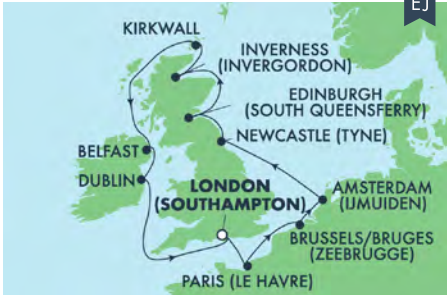 EJ
KIRKWALL
INVERNESS
(INVERGORDON)
EDINBURGH
(SOUTH QUEENSFERRY)
NEWCASTLE (TYNE)
BELFAST
DUBLIN
LONDON
(SOUTHAMPTON)
AMSTERDAM
(IJMUIDEN)
BRUSSELS/BRUGES
(ZEEBRUGGE)
PARIS (LE HAVRE)